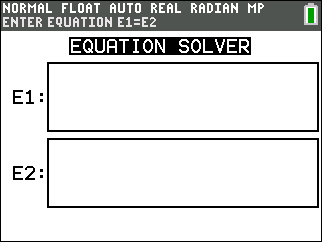 NORMAL FLOAT AUTO REAL RADIAN MP
ENTER EQUATION E1=E2
EQUATION SOLVER
E1:
E2: